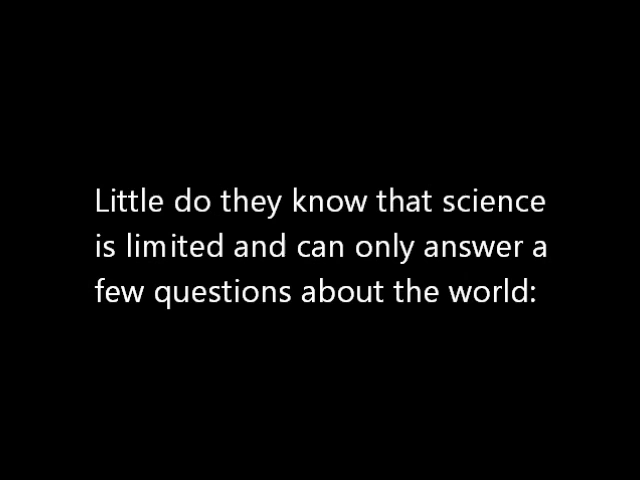 Little do they know that science
is limited and can only answer a
few questions about the world: